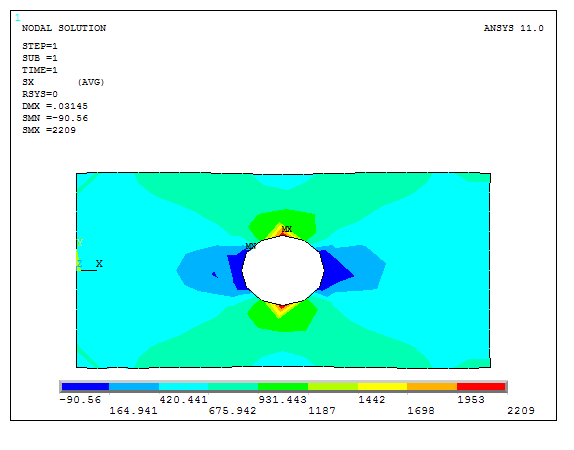 1
NODAL SOLUTION
ANSYS 11.0
STEP=1
SUB =1
TIME=1
SX (AVG)
RSYS=0
DMX =.03145
SMN =-90.56
SMX =2209
MX
MN
X
-90.56 420.441 931.443 1442 1953
164.941 675.942 1187 1698 2209